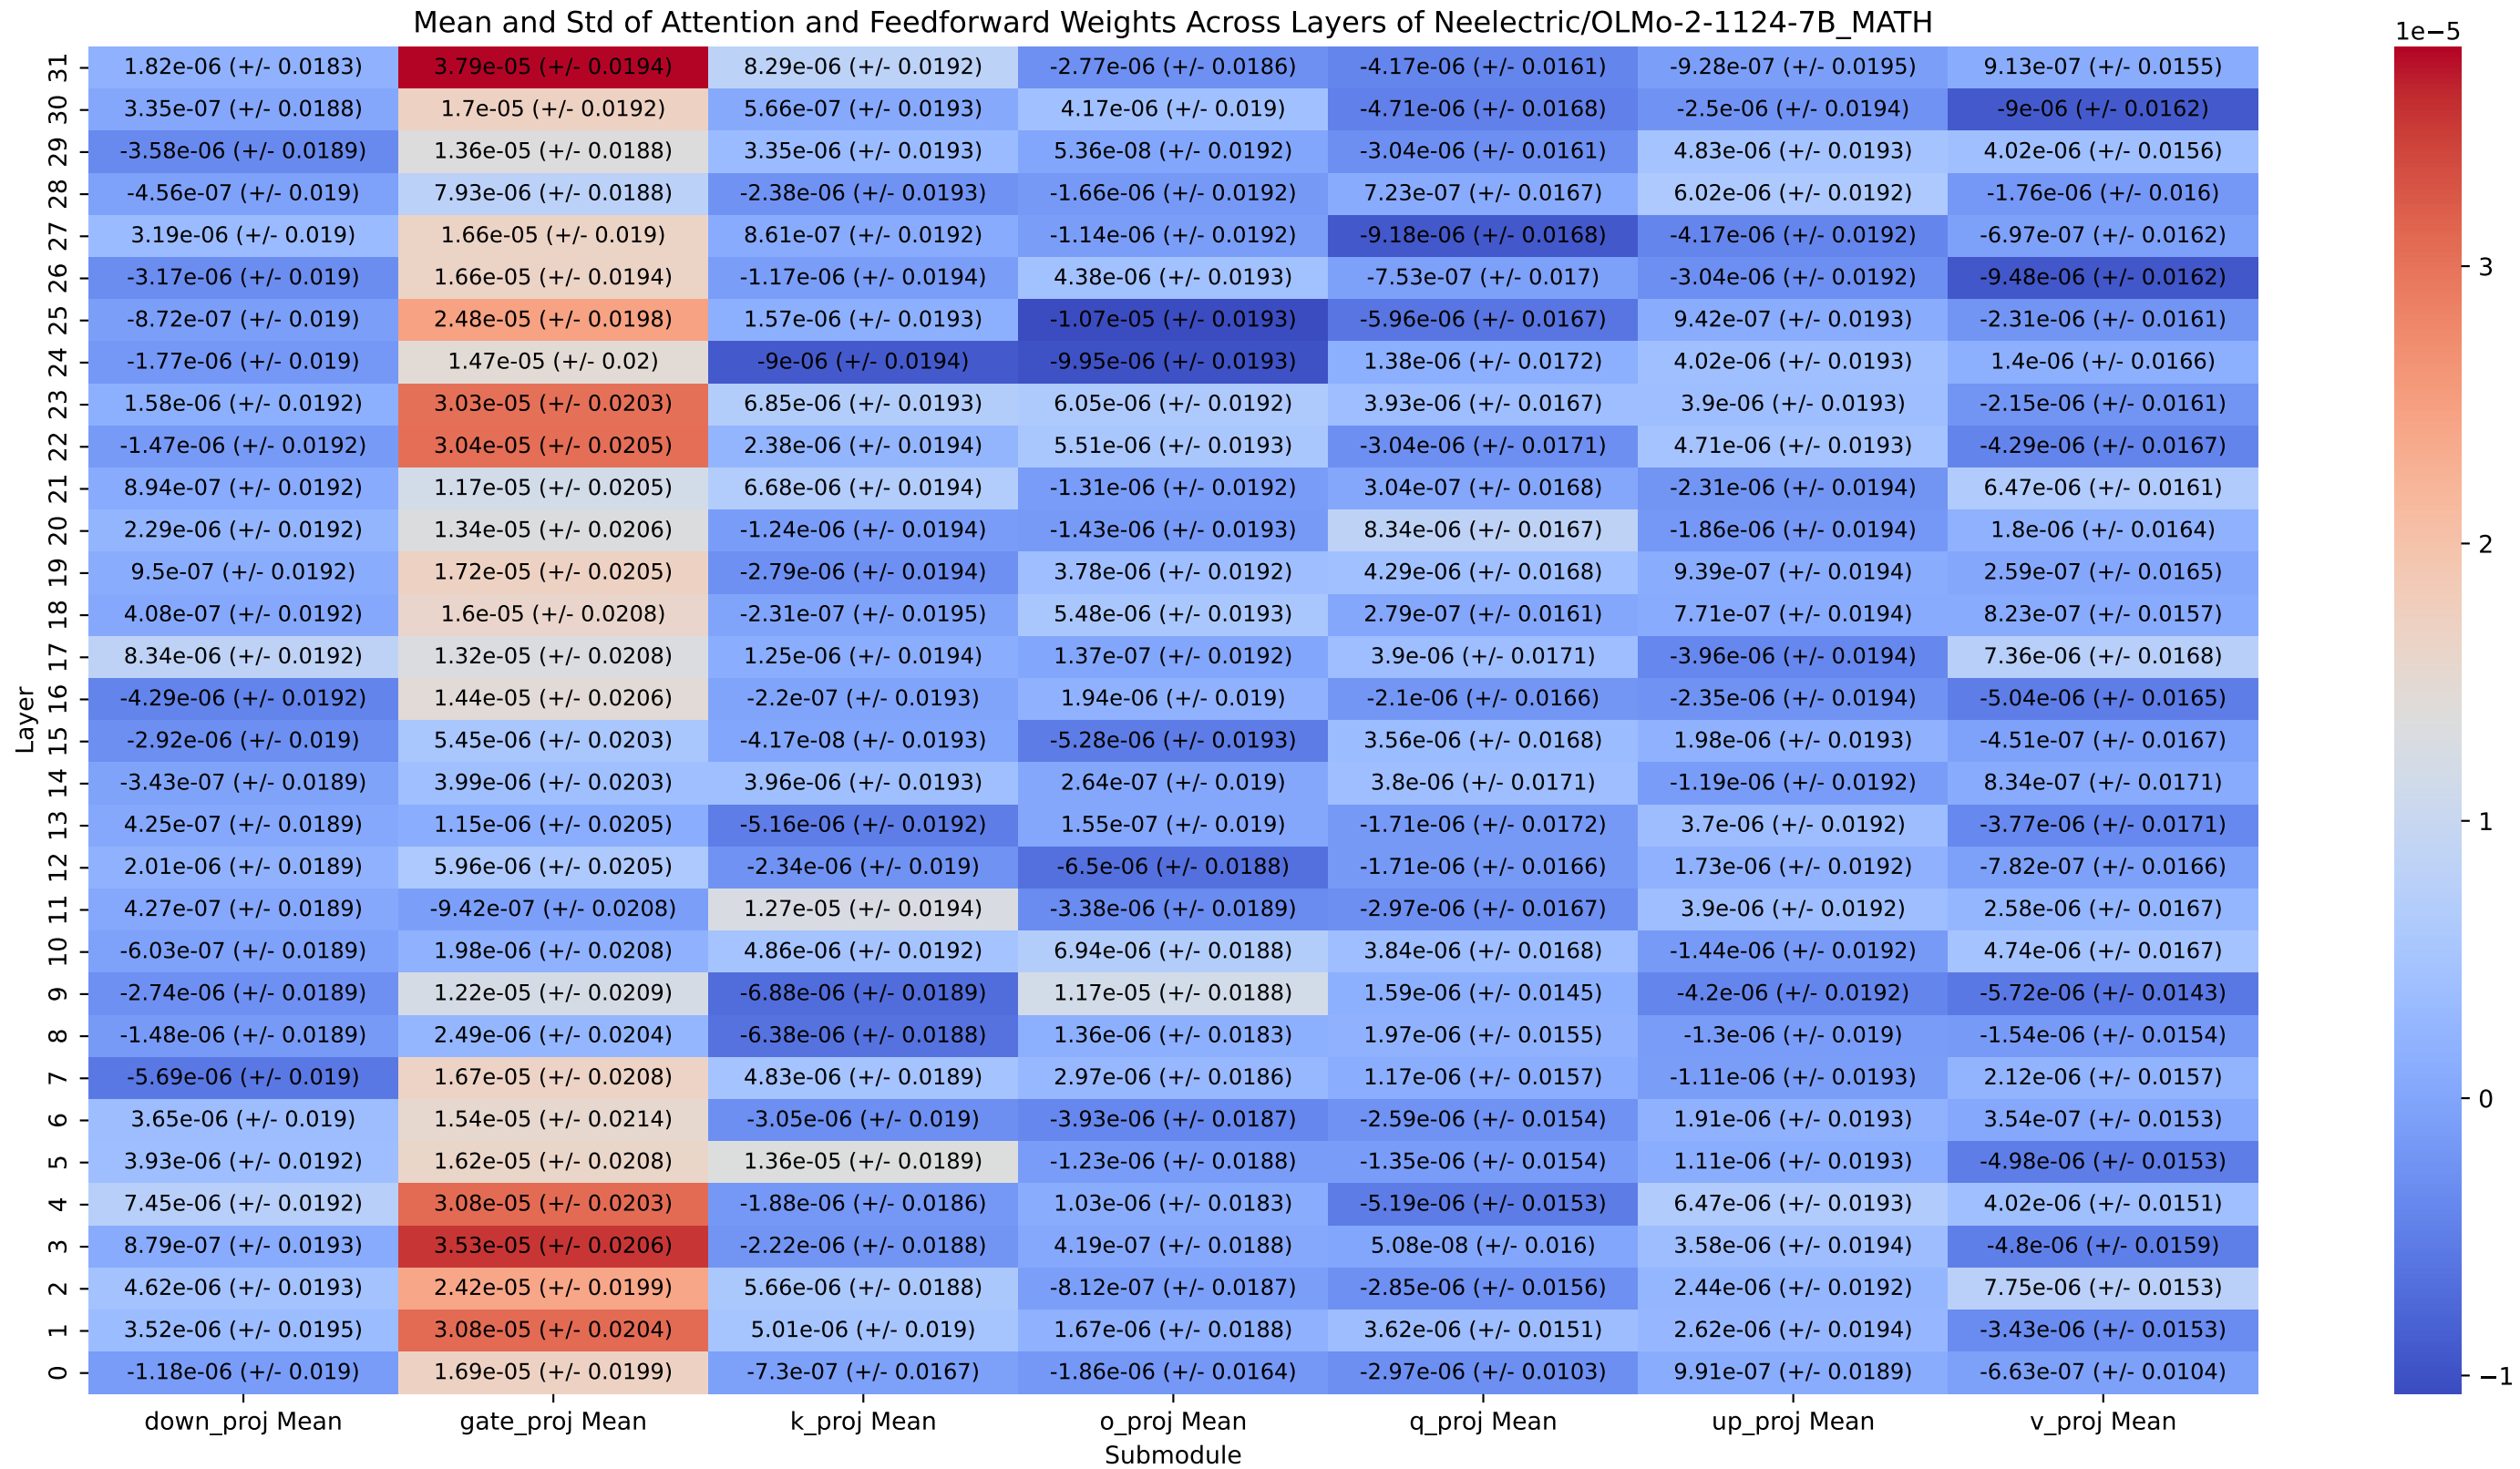 Mean and Std of Attention and Feedforward Weights Across Layers of Neelectric/OLMo-2-1124-7B_MATH
1e−5
31 1.82e-06 (+/- 0.0183) 3.79e-05 (+/- 0.0194) 8.29e-06 (+/- 0.0192) -2.77e-06 (+/- 0.0186) -4.17e-06 (+/- 0.0161) -9.28e-07 (+/- 0.0195) 9.13e-07 (+/- 0.0155)
30 3.35e-07 (+/- 0.0188) 1.7e-05 (+/- 0.0192) 5.66e-07 (+/- 0.0193) 4.17e-06 (+/- 0.019) -4.71e-06 (+/- 0.0168) -2.5e-06 (+/- 0.0194) -9e-06 (+/- 0.0162)
29 -3.58e-06 (+/- 0.0189) 1.36e-05 (+/- 0.0188) 3.35e-06 (+/- 0.0193) 5.36e-08 (+/- 0.0192) -3.04e-06 (+/- 0.0161) 4.83e-06 (+/- 0.0193) 4.02e-06 (+/- 0.0156)
28 -4.56e-07 (+/- 0.019) 7.93e-06 (+/- 0.0188) -2.38e-06 (+/- 0.0193) -1.66e-06 (+/- 0.0192) 7.23e-07 (+/- 0.0167) 6.02e-06 (+/- 0.0192) -1.76e-06 (+/- 0.016)
27 3.19e-06 (+/- 0.019) 1.66e-05 (+/- 0.019) 8.61e-07 (+/- 0.0192) -1.14e-06 (+/- 0.0192) -9.18e-06 (+/- 0.0168) -4.17e-06 (+/- 0.0192) -6.97e-07 (+/- 0.0162)
26 -3.17e-06 (+/- 0.019) 1.66e-05 (+/- 0.0194) -1.17e-06 (+/- 0.0194) 4.38e-06 (+/- 0.0193) -7.53e-07 (+/- 0.017) -3.04e-06 (+/- 0.0192) -9.48e-06 (+/- 0.0162)
25 -8.72e-07 (+/- 0.019) 2.48e-05 (+/- 0.0198) 1.57e-06 (+/- 0.0193) -1.07e-05 (+/- 0.0193) -5.96e-06 (+/- 0.0167) 9.42e-07 (+/- 0.0193) -2.31e-06 (+/- 0.0161)
24 -1.77e-06 (+/- 0.019) 1.47e-05 (+/- 0.02) -9e-06 (+/- 0.0194) -9.95e-06 (+/- 0.0193) 1.38e-06 (+/- 0.0172) 4.02e-06 (+/- 0.0193) 1.4e-06 (+/- 0.0166)
23 1.58e-06 (+/- 0.0192) 3.03e-05 (+/- 0.0203) 6.85e-06 (+/- 0.0193) 6.05e-06 (+/- 0.0192) 3.93e-06 (+/- 0.0167) 3.9e-06 (+/- 0.0193) -2.15e-06 (+/- 0.0161)
22 -1.47e-06 (+/- 0.0192) 3.04e-05 (+/- 0.0205) 2.38e-06 (+/- 0.0194) 5.51e-06 (+/- 0.0193) -3.04e-06 (+/- 0.0171) 4.71e-06 (+/- 0.0193) -4.29e-06 (+/- 0.0167)
21 8.94e-07 (+/- 0.0192) 1.17e-05 (+/- 0.0205) 6.68e-06 (+/- 0.0194) -1.31e-06 (+/- 0.0192) 3.04e-07 (+/- 0.0168) -2.31e-06 (+/- 0.0194) 6.47e-06 (+/- 0.0161)
20 2.29e-06 (+/- 0.0192) 1.34e-05 (+/- 0.0206) -1.24e-06 (+/- 0.0194) -1.43e-06 (+/- 0.0193) 8.34e-06 (+/- 0.0167) -1.86e-06 (+/- 0.0194) 1.8e-06 (+/- 0.0164)
19 9.5e-07 (+/- 0.0192) 1.72e-05 (+/- 0.0205) -2.79e-06 (+/- 0.0194) 3.78e-06 (+/- 0.0192) 4.29e-06 (+/- 0.0168) 9.39e-07 (+/- 0.0194) 2.59e-07 (+/- 0.0165)
18 4.08e-07 (+/- 0.0192) 1.6e-05 (+/- 0.0208) -2.31e-07 (+/- 0.0195) 5.48e-06 (+/- 0.0193) 2.79e-07 (+/- 0.0161) 7.71e-07 (+/- 0.0194) 8.23e-07 (+/- 0.0157)
17 8.34e-06 (+/- 0.0192) 1.32e-05 (+/- 0.0208) 1.25e-06 (+/- 0.0194) 1.37e-07 (+/- 0.0192) 3.9e-06 (+/- 0.0171) -3.96e-06 (+/- 0.0194) 7.36e-06 (+/- 0.0168)
16 -4.29e-06 (+/- 0.0192) 1.44e-05 (+/- 0.0206) -2.2e-07 (+/- 0.0193) 1.94e-06 (+/- 0.019) -2.1e-06 (+/- 0.0166) -2.35e-06 (+/- 0.0194) -5.04e-06 (+/- 0.0165)
15 -2.92e-06 (+/- 0.019) 5.45e-06 (+/- 0.0203) -4.17e-08 (+/- 0.0193) -5.28e-06 (+/- 0.0193) 3.56e-06 (+/- 0.0168) 1.98e-06 (+/- 0.0193) -4.51e-07 (+/- 0.0167)
14 -3.43e-07 (+/- 0.0189) 3.99e-06 (+/- 0.0203) 3.96e-06 (+/- 0.0193) 2.64e-07 (+/- 0.019) 3.8e-06 (+/- 0.0171) -1.19e-06 (+/- 0.0192) 8.34e-07 (+/- 0.0171)
13 4.25e-07 (+/- 0.0189) 1.15e-06 (+/- 0.0205) -5.16e-06 (+/- 0.0192) 1.55e-07 (+/- 0.019) -1.71e-06 (+/- 0.0172) 3.7e-06 (+/- 0.0192) -3.77e-06 (+/- 0.0171)
12 2.01e-06 (+/- 0.0189) 5.96e-06 (+/- 0.0205) -2.34e-06 (+/- 0.019) -6.5e-06 (+/- 0.0188) -1.71e-06 (+/- 0.0166) 1.73e-06 (+/- 0.0192) -7.82e-07 (+/- 0.0166)
11 4.27e-07 (+/- 0.0189) -9.42e-07 (+/- 0.0208) 1.27e-05 (+/- 0.0194) -3.38e-06 (+/- 0.0189) -2.97e-06 (+/- 0.0167) 3.9e-06 (+/- 0.0192) 2.58e-06 (+/- 0.0167)
10 -6.03e-07 (+/- 0.0189) 1.98e-06 (+/- 0.0208) 4.86e-06 (+/- 0.0192) 6.94e-06 (+/- 0.0188) 3.84e-06 (+/- 0.0168) -1.44e-06 (+/- 0.0192) 4.74e-06 (+/- 0.0167)
9 -2.74e-06 (+/- 0.0189) 1.22e-05 (+/- 0.0209) -6.88e-06 (+/- 0.0189) 1.17e-05 (+/- 0.0188) 1.59e-06 (+/- 0.0145) -4.2e-06 (+/- 0.0192) -5.72e-06 (+/- 0.0143)
8 -1.48e-06 (+/- 0.0189) 2.49e-06 (+/- 0.0204) -6.38e-06 (+/- 0.0188) 1.36e-06 (+/- 0.0183) 1.97e-06 (+/- 0.0155) -1.3e-06 (+/- 0.019) -1.54e-06 (+/- 0.0154)
7 -5.69e-06 (+/- 0.019) 1.67e-05 (+/- 0.0208) 4.83e-06 (+/- 0.0189) 2.97e-06 (+/- 0.0186) 1.17e-06 (+/- 0.0157) -1.11e-06 (+/- 0.0193) 2.12e-06 (+/- 0.0157)
6 3.65e-06 (+/- 0.019) 1.54e-05 (+/- 0.0214) -3.05e-06 (+/- 0.019) -3.93e-06 (+/- 0.0187) -2.59e-06 (+/- 0.0154) 1.91e-06 (+/- 0.0193) 3.54e-07 (+/- 0.0153)
5 3.93e-06 (+/- 0.0192) 1.62e-05 (+/- 0.0208) 1.36e-05 (+/- 0.0189) -1.23e-06 (+/- 0.0188) -1.35e-06 (+/- 0.0154) 1.11e-06 (+/- 0.0193) -4.98e-06 (+/- 0.0153)
4 7.45e-06 (+/- 0.0192) 3.08e-05 (+/- 0.0203) -1.88e-06 (+/- 0.0186) 1.03e-06 (+/- 0.0183) -5.19e-06 (+/- 0.0153) 6.47e-06 (+/- 0.0193) 4.02e-06 (+/- 0.0151)
3 8.79e-07 (+/- 0.0193) 3.53e-05 (+/- 0.0206) -2.22e-06 (+/- 0.0188) 4.19e-07 (+/- 0.0188) 5.08e-08 (+/- 0.016) 3.58e-06 (+/- 0.0194) -4.8e-06 (+/- 0.0159)
2 4.62e-06 (+/- 0.0193) 2.42e-05 (+/- 0.0199) 5.66e-06 (+/- 0.0188) -8.12e-07 (+/- 0.0187) -2.85e-06 (+/- 0.0156) 2.44e-06 (+/- 0.0192) 7.75e-06 (+/- 0.0153)
1 3.52e-06 (+/- 0.0195) 3.08e-05 (+/- 0.0204) 5.01e-06 (+/- 0.019) 1.67e-06 (+/- 0.0188) 3.62e-06 (+/- 0.0151) 2.62e-06 (+/- 0.0194) -3.43e-06 (+/- 0.0153)
0 -1.18e-06 (+/- 0.019) 1.69e-05 (+/- 0.0199) -7.3e-07 (+/- 0.0167) -1.86e-06 (+/- 0.0164) -2.97e-06 (+/- 0.0103) 9.91e-07 (+/- 0.0189) -6.63e-07 (+/- 0.0104)
Layer
down_proj Mean gate_proj Mean k_proj Mean o_proj Mean q_proj Mean up_proj Mean v_proj Mean
Submodule
3
2
1
0
−1